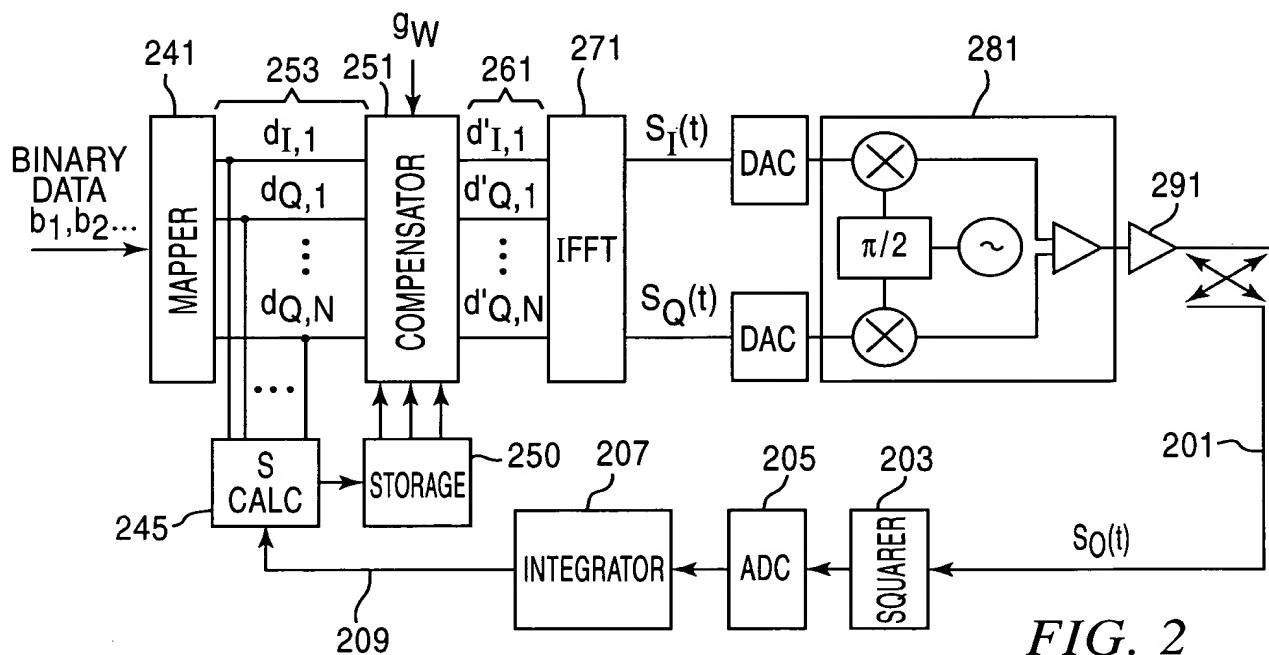 g_W
241
253
251
261
271
281
BINARY
DATA
b₁,b₂...
MAPPER
d_I,1
d_Q,1
d_Q,N
COMPENSATOR
d'_I,1
d'_Q,1
d'_Q,N
IFFT
S_I(t)
S_Q(t)
DAC
DAC
π/2
~
291
...
S
CALC
245
STORAGE
250
207
205
203
201
INTEGRATOR
ADC
SQUARER
S_O(t)
209
FIG. 2